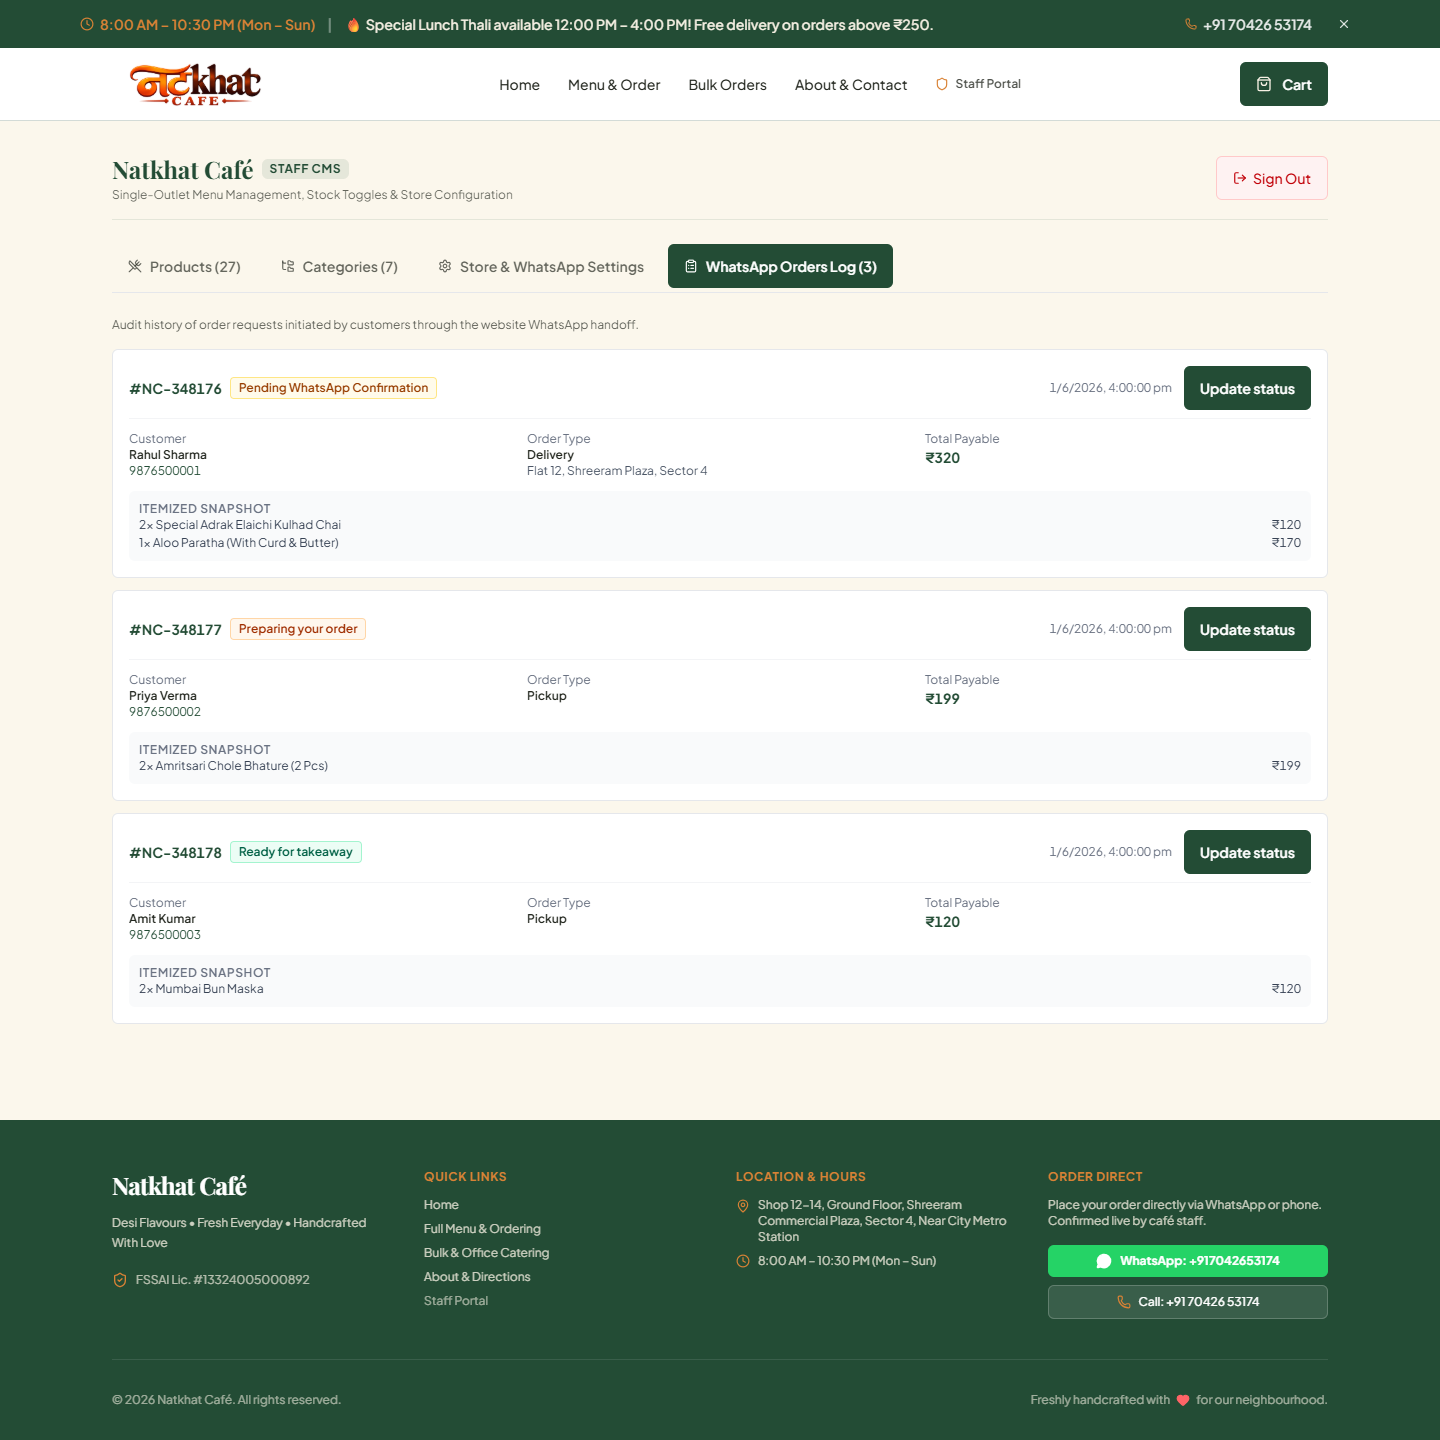 8:00 AM – 10:30 PM (Mon – Sun) | 🔥 Special Lunch Thali available 12:00 PM – 4:00 PM! Free delivery on orders above ₹250. +91 70426 53174 ×
नटkhat
CAFE
Home Menu & Order Bulk Orders About & Contact Staff Portal Cart
Natkhat Café STAFF CMS
Single-Outlet Menu Management, Stock Toggles & Store Configuration
Sign Out
Products (27) Categories (7) Store & WhatsApp Settings WhatsApp Orders Log (3)
Audit history of order requests initiated by customers through the website WhatsApp handoff.
#NC-348176 Pending WhatsApp Confirmation 1/6/2026, 4:00:00 pm Update status
Customer Order Type Total Payable
Rahul Sharma Delivery ₹320
9876500001 Flat 12, Shreeram Plaza, Sector 4
ITEMIZED SNAPSHOT
2× Special Adrak Elaichi Kulhad Chai ₹120
1× Aloo Paratha (With Curd & Butter) ₹170
#NC-348177 Preparing your order 1/6/2026, 4:00:00 pm Update status
Customer Order Type Total Payable
Priya Verma Pickup ₹199
9876500002
ITEMIZED SNAPSHOT
2× Amritsari Chole Bhature (2 Pcs) ₹199
#NC-348178 Ready for takeaway 1/6/2026, 4:00:00 pm Update status
Customer Order Type Total Payable
Amit Kumar Pickup ₹120
9876500003
ITEMIZED SNAPSHOT
2× Mumbai Bun Maska ₹120
Natkhat Café
Desi Flavours • Fresh Everyday • Handcrafted
With Love
FSSAI Lic. #13324005000892
QUICK LINKS
Home
Full Menu & Ordering
Bulk & Office Catering
About & Directions
Staff Portal
LOCATION & HOURS
Shop 12–14, Ground Floor, Shreeram
Commercial Plaza, Sector 4, Near City Metro
Station
8:00 AM – 10:30 PM (Mon – Sun)
ORDER DIRECT
Place your order directly via WhatsApp or phone.
Confirmed live by café staff.
WhatsApp: +917042653174
Call: +91 70426 53174
© 2026 Natkhat Café. All rights reserved.
Freshly handcrafted with ❤ for our neighbourhood.